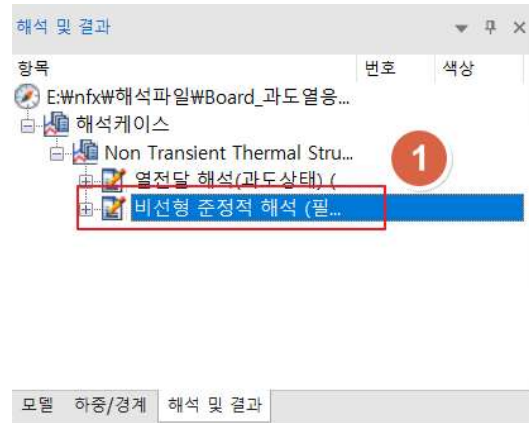 해석 및 결과
항목 번호 색상
E:₩nfx₩해석파일₩Board_과도열응...
해석케이스
Non Transient Thermal Stru...
1
열전달 해석(과도상태) (
비선형 준정적 해석 (필...
모델 하중/경계 해석 및 결과